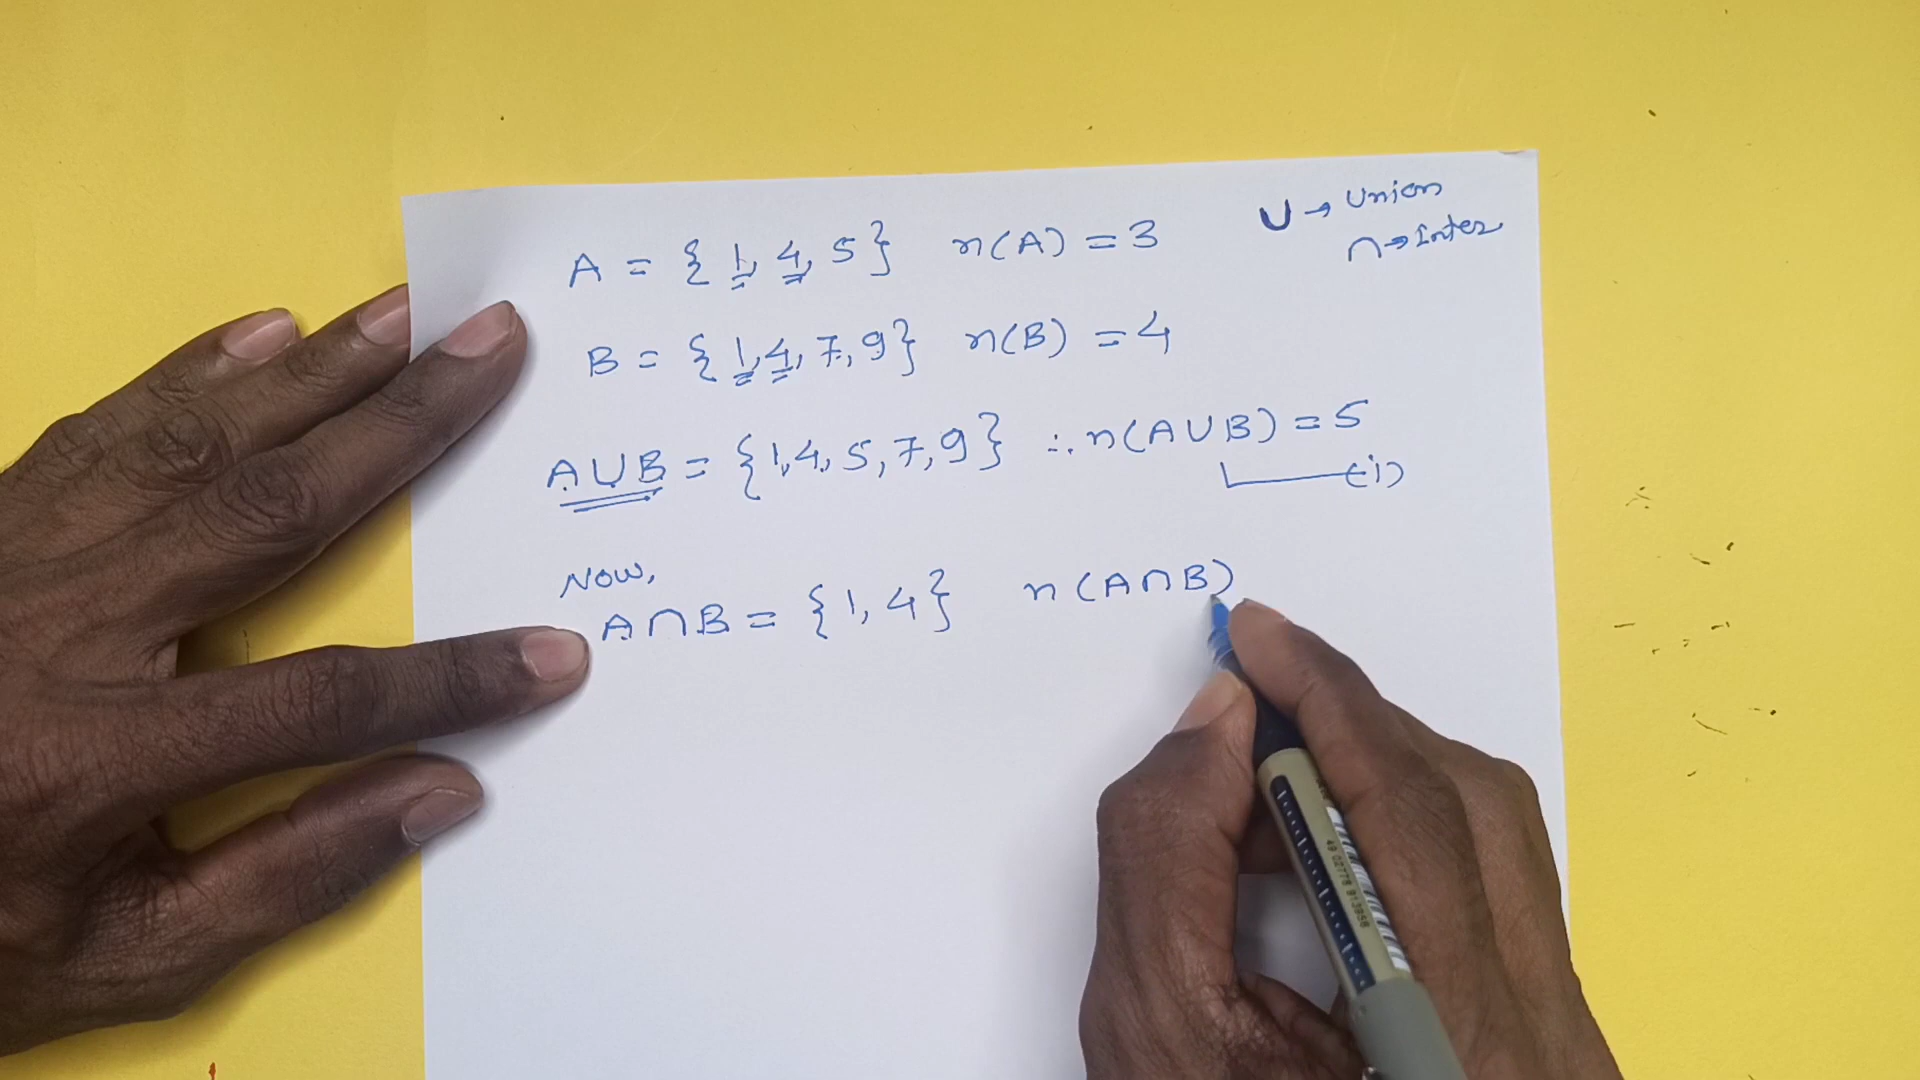 A = {1, 4, 5} n(A) = 3
U → Union
∩ → Inter
B = {1, 4, 7, 9} n(B) = 4
A∪B = {1, 4, 5, 7, 9} ∴ n(A∪B) = 5
(i)
Now,
A∩B = {1, 4} n(A∩B)